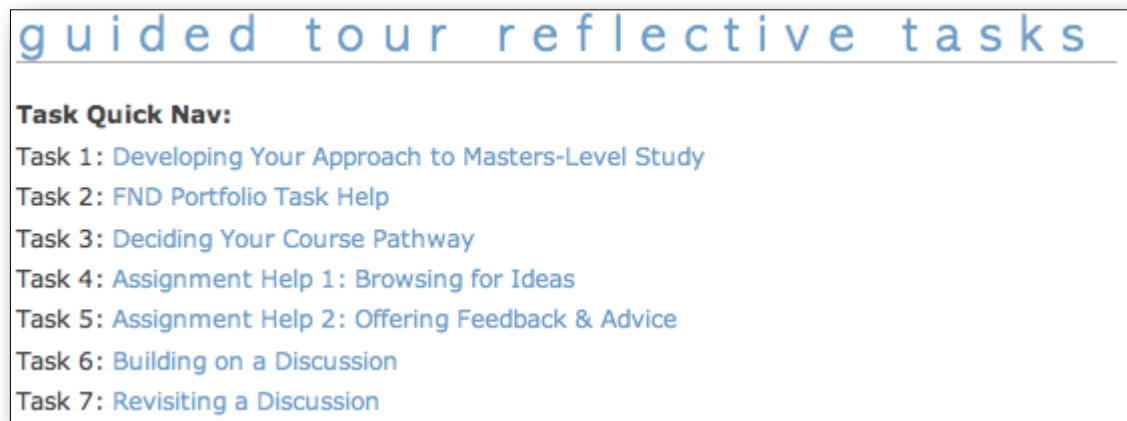 guided tour reflective tasks
Task Quick Nav:
Task 1: Developing Your Approach to Masters-Level Study
Task 2: FND Portfolio Task Help
Task 3: Deciding Your Course Pathway
Task 4: Assignment Help 1: Browsing for Ideas
Task 5: Assignment Help 2: Offering Feedback & Advice
Task 6: Building on a Discussion
Task 7: Revisiting a Discussion